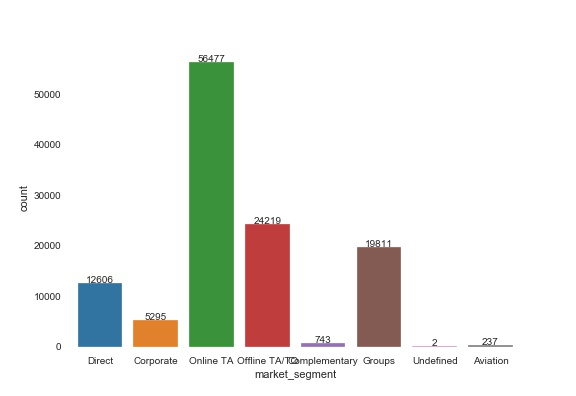 56477
50000
40000
30000
count
24219
20000
19811
12606
10000
5295
743
2
237
0
Direct
Corporate
Online TA
Offline TA/TO
Complementary
Groups
Undefined
Aviation
market_segment